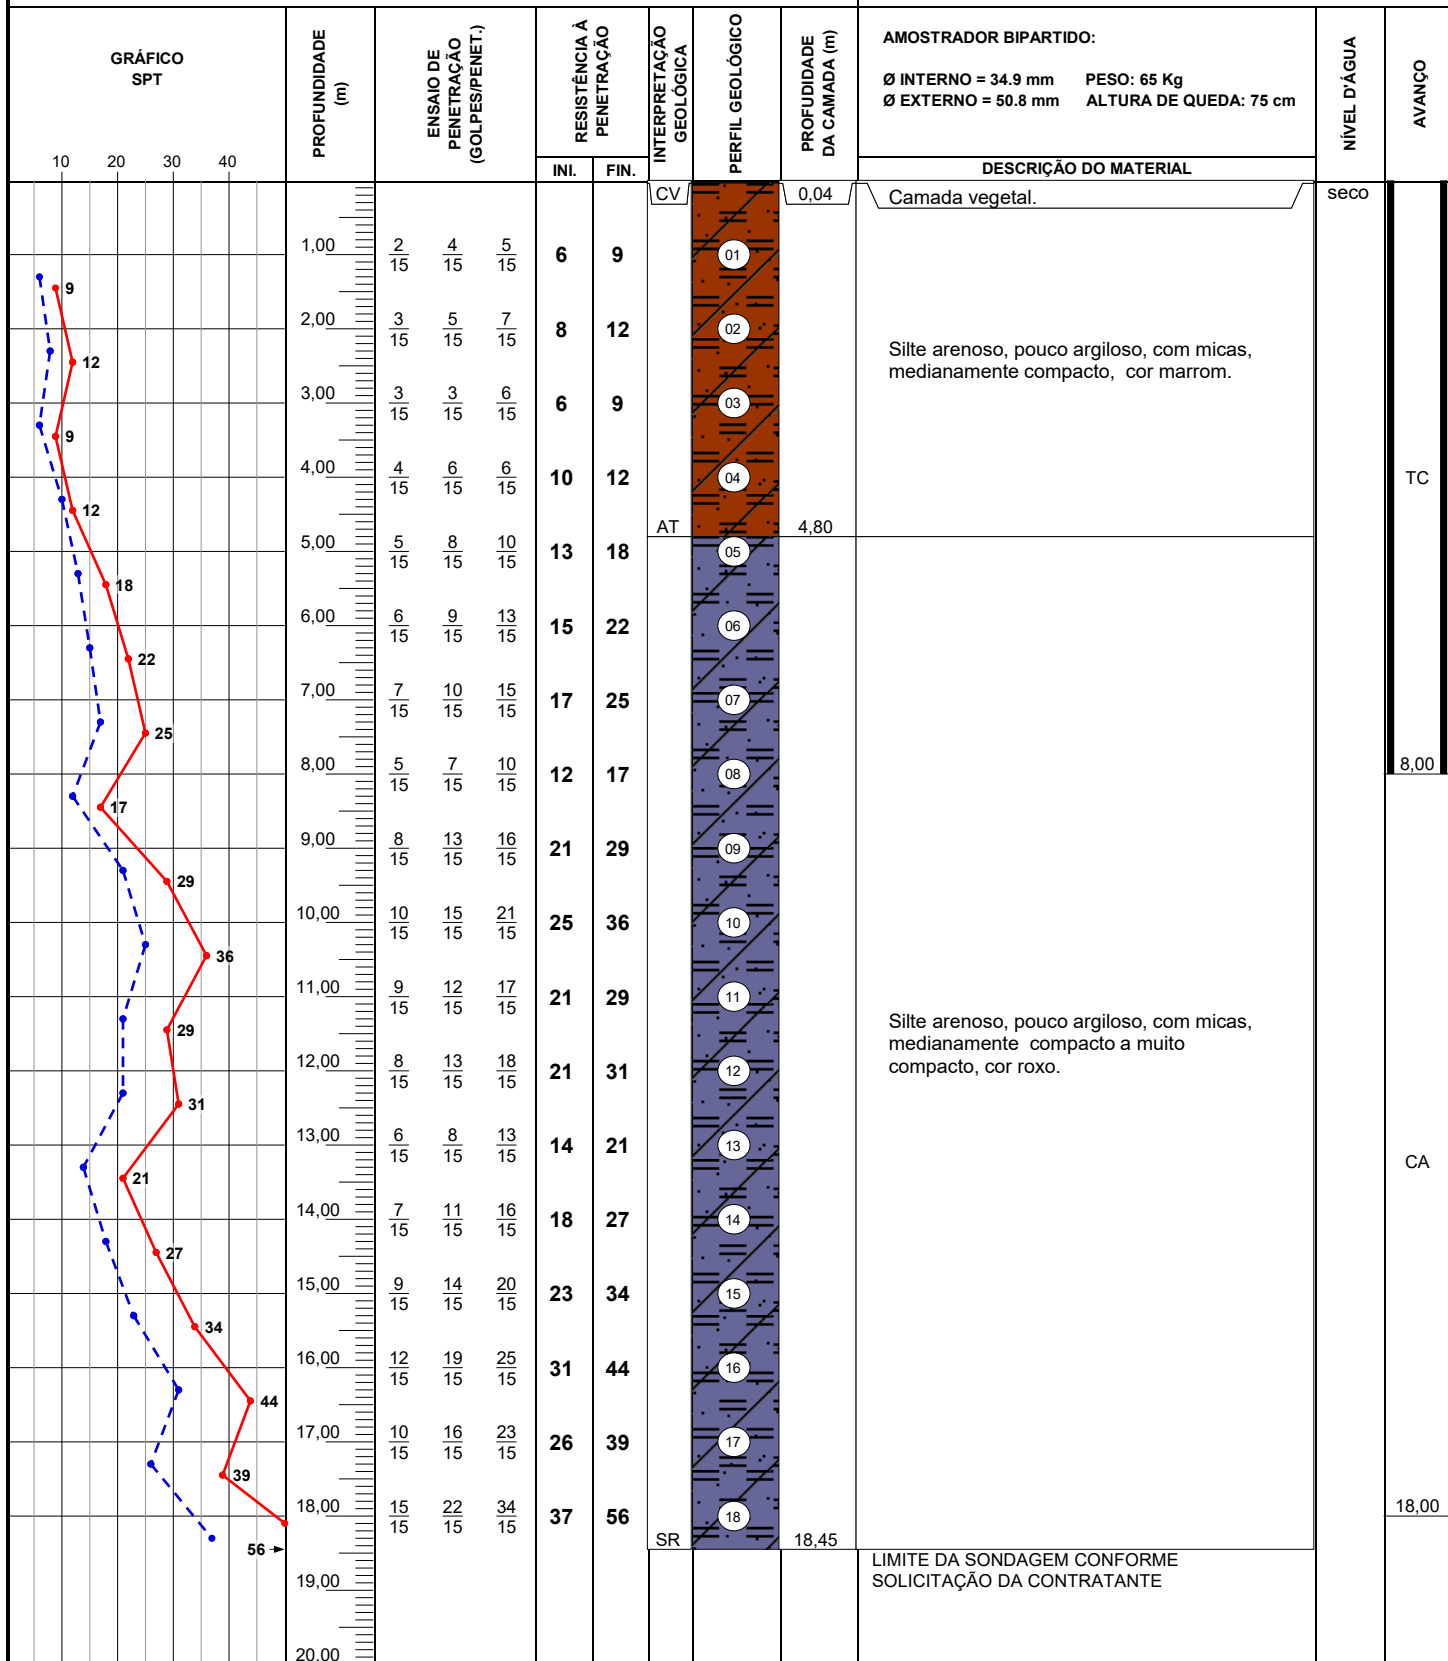 GRÁFICO
SPT
10 20 30 40
PROFUNDIDADE
(m)
ENSAIO DE
PENETRAÇÃO
(GOLPES/PENET.)
RESISTÊNCIA À
PENETRAÇÃO
INI. FIN.
INTERPRETAÇÃO
GEOLÓGICA
PERFIL GEOLÓGICO
PROFUDIDADE
DA CAMADA (m)
AMOSTRADOR BIPARTIDO:
Ø INTERNO = 34.9 mm PESO: 65 Kg
Ø EXTERNO = 50.8 mm ALTURA DE QUEDA: 75 cm
DESCRIÇÃO DO MATERIAL
NÍVEL D'ÁGUA
AVANÇO
CV 0,04 Camada vegetal. seco
1,00 2/15 4/15 5/15 6 9 01
9
2,00 3/15 5/15 7/15 8 12 02
12
Silte arenoso, pouco argiloso, com micas,
medianamente compacto, cor marrom.
3,00 3/15 3/15 6/15 6 9 03
9
4,00 4/15 6/15 6/15 10 12 04 TC
12
AT 4,80
5,00 5/15 8/15 10/15 13 18 05
18
6,00 6/15 9/15 13/15 15 22 06
22
7,00 7/15 10/15 15/15 17 25 07
25
8,00 5/15 7/15 10/15 12 17 08 8,00
17
9,00 8/15 13/15 16/15 21 29 09
29
10,00 10/15 15/15 21/15 25 36 10
36
11,00 9/15 12/15 17/15 21 29 11
29
Silte arenoso, pouco argiloso, com micas,
medianamente compacto a muito
compacto, cor roxo.
12,00 8/15 13/15 18/15 21 31 12
31
13,00 6/15 8/15 13/15 14 21 13
CA
21
14,00 7/15 11/15 16/15 18 27 14
27
15,00 9/15 14/15 20/15 23 34 15
34
16,00 12/15 19/15 25/15 31 44 16
44
17,00 10/15 16/15 23/15 26 39 17
39
18,00 15/15 22/15 34/15 37 56 18 18,00
SR 18,45
56
LIMITE DA SONDAGEM CONFORME
SOLICITAÇÃO DA CONTRATANTE
19,00
20,00